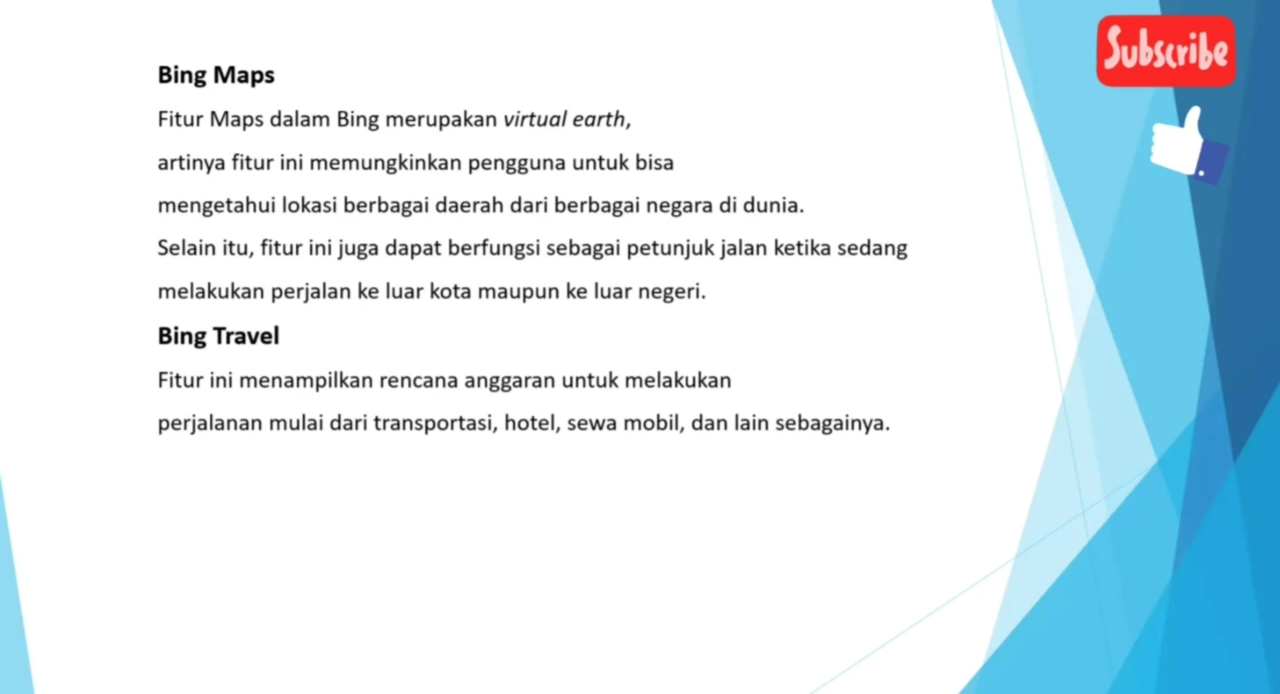 Subscribe
Bing Maps
Fitur Maps dalam Bing merupakan virtual earth,
artinya fitur ini memungkinkan pengguna untuk bisa
mengetahui lokasi berbagai daerah dari berbagai negara di dunia.
Selain itu, fitur ini juga dapat berfungsi sebagai petunjuk jalan ketika sedang
melakukan perjalan ke luar kota maupun ke luar negeri.
Bing Travel
Fitur ini menampilkan rencana anggaran untuk melakukan
perjalanan mulai dari transportasi, hotel, sewa mobil, dan lain sebagainya.